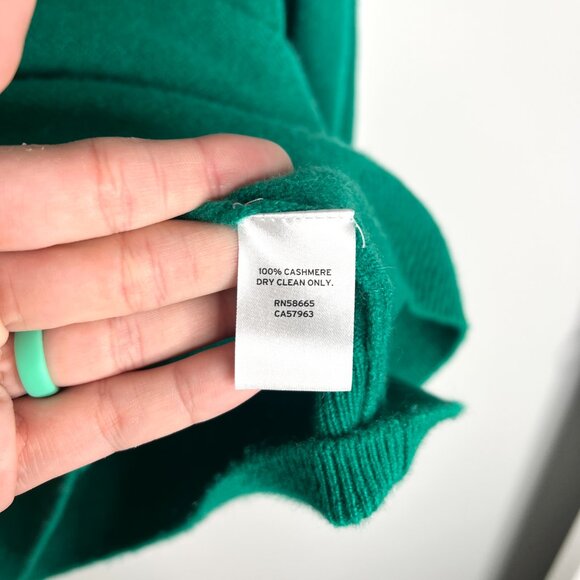 100% CASHMERE
DRY CLEAN ONLY.
RN58665
CA57963